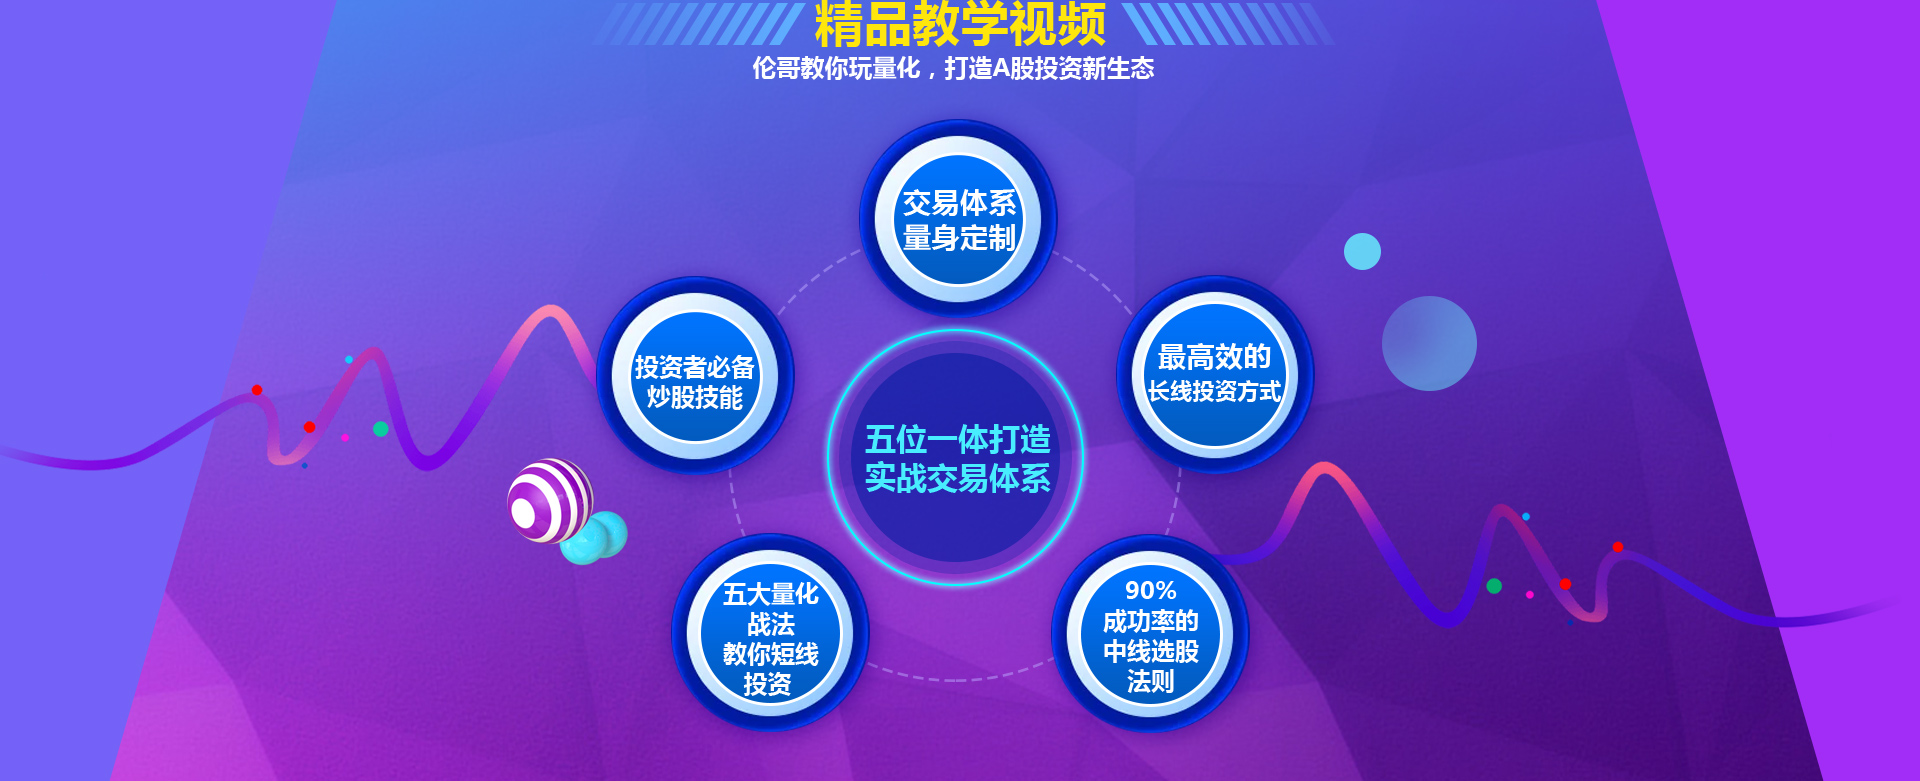 精品教学视频
伦哥教你玩量化，打造A股投资新生态
交易体系
量身定制
投资者必备
炒股技能
最高效的
长线投资方式
五位一体打造
实战交易体系
五大量化
战法
教你短线
投资
90%
成功率的
中线选股
法则